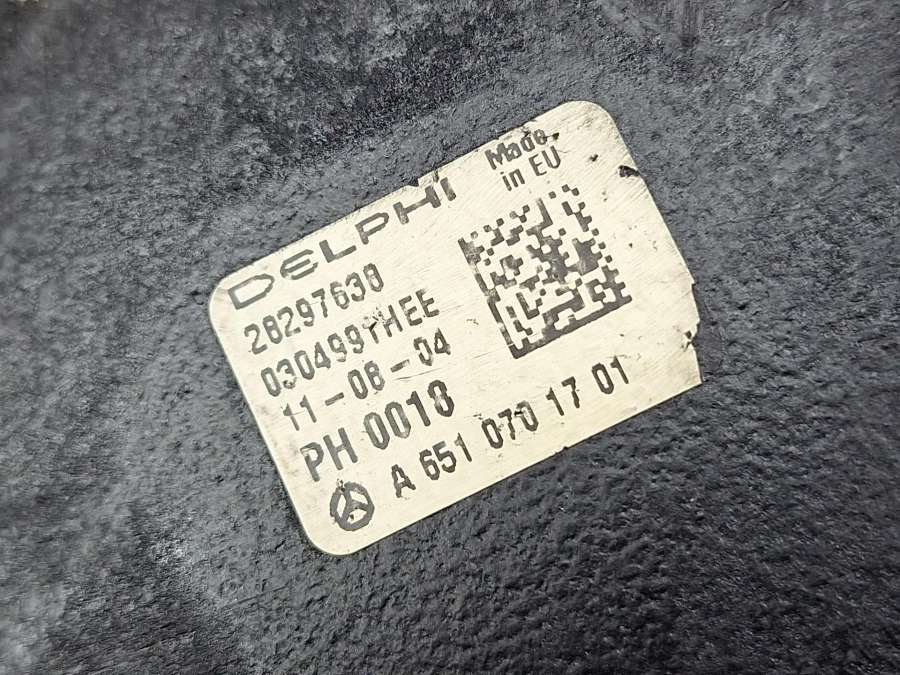 DELPHI
Made
in EU
28297638
030499THEE
11-08-04
PH 0018
A 651 070 17 01